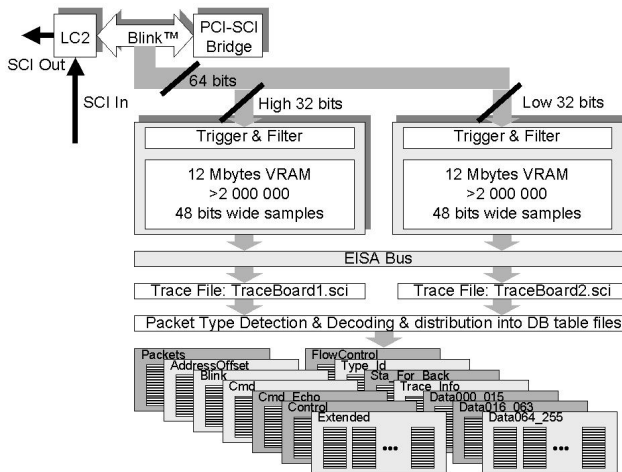 LC2
Blink™
PCI-SCI
Bridge
SCI Out
64 bits
SCI In
High 32 bits
Low 32 bits
Trigger & Filter
12 Mbytes VRAM
>2 000 000
48 bits wide samples
Trigger & Filter
12 Mbytes VRAM
>2 000 000
48 bits wide samples
EISA Bus
Trace File: TraceBoard1.sci
Trace File: TraceBoard2.sci
Packet Type Detection & Decoding & distribution into DB table files
Packets
AddressOffset
Blink
Cmd
Cmd_Echo
Control
Extended
...
FlowControl
Type_Id
Sta_For_Back
Trace_Info
Data000_015
Data016_063
Data064_255
...